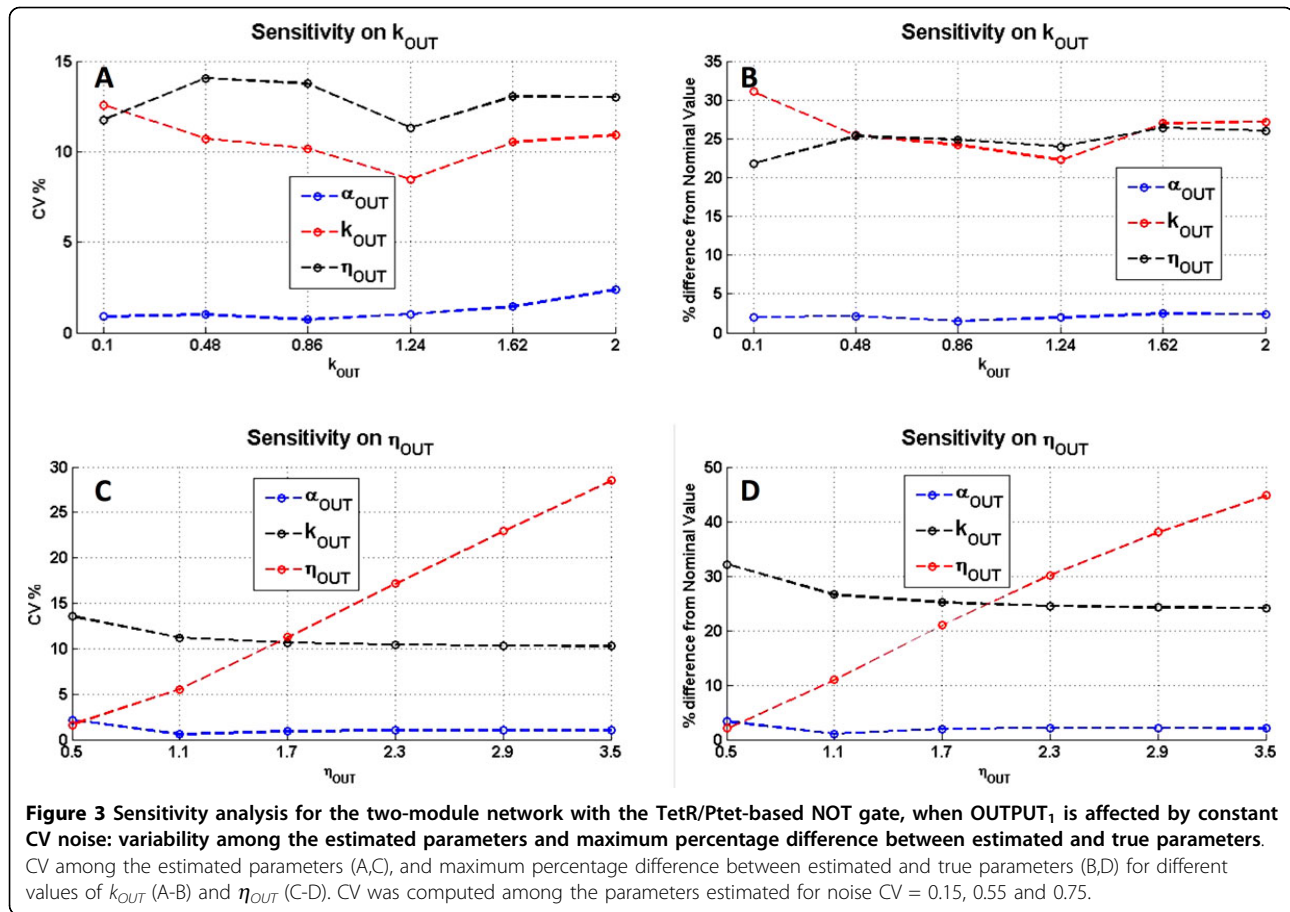 Sensitivity on kOUT
A
15
10
5
0
CV %
αOUT
kOUT
ηOUT
0.1 0.48 0.86 1.24 1.62 2
kOUT
Sensitivity on kOUT
B
35
30
25
20
15
10
5
0
% difference from Nominal Value
αOUT
kOUT
ηOUT
0.1 0.48 0.86 1.24 1.62 2
kOUT
Sensitivity on ηOUT
C
30
25
20
15
10
5
0
CV %
αOUT
kOUT
ηOUT
0.5 1.1 1.7 2.3 2.9 3.5
ηOUT
Sensitivity on ηOUT
D
50
40
30
20
10
0
% difference from Nominal Value
αOUT
kOUT
ηOUT
0.5 1.1 1.7 2.3 2.9 3.5
ηOUT
Figure 3 Sensitivity analysis for the two-module network with the TetR/Ptet-based NOT gate, when OUTPUT₁ is affected by constant
CV noise: variability among the estimated parameters and maximum percentage difference between estimated and true parameters.
CV among the estimated parameters (A,C), and maximum percentage difference between estimated and true parameters (B,D) for different
values of kOUT (A-B) and ηOUT (C-D). CV was computed among the parameters estimated for noise CV = 0.15, 0.55 and 0.75.